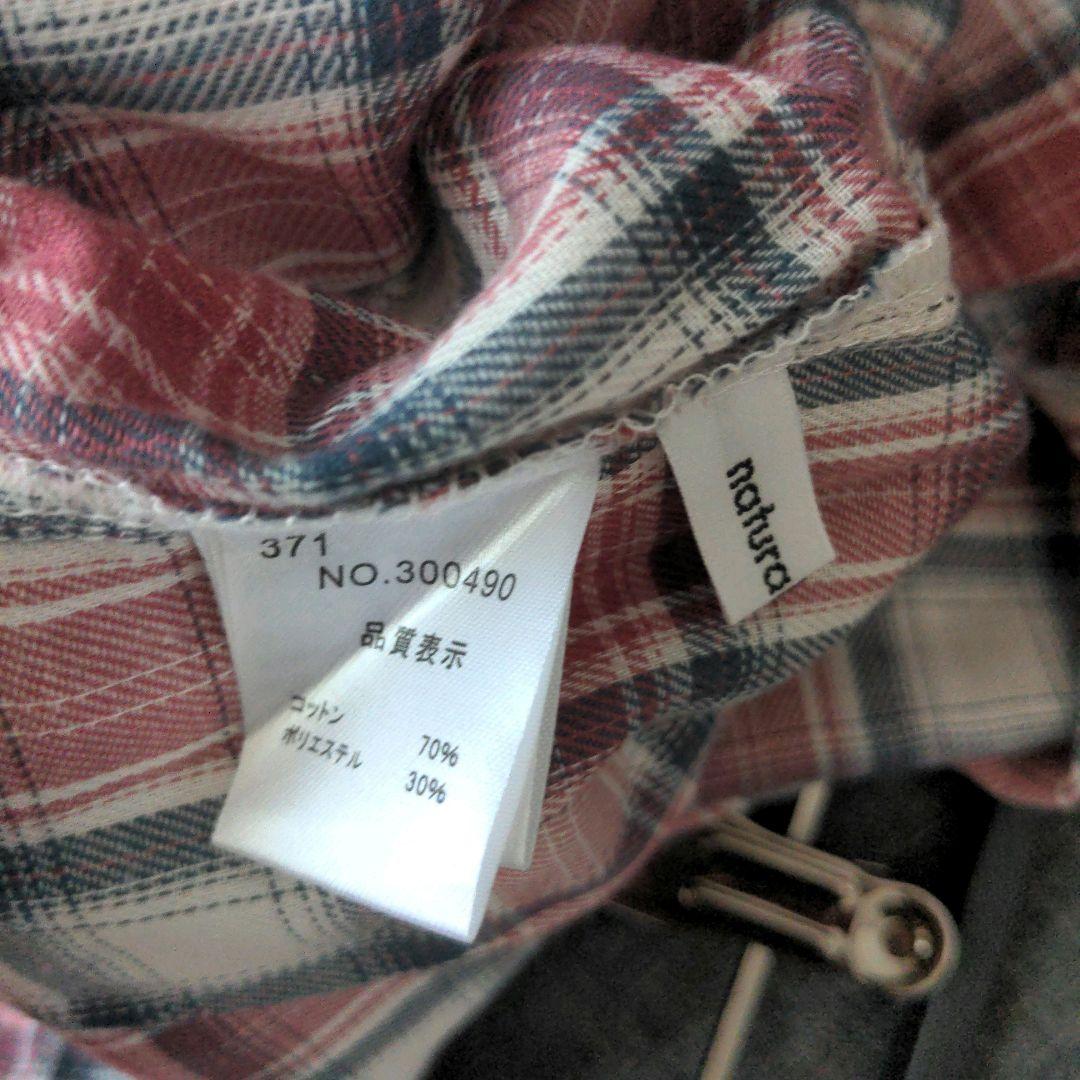 371
NO.300490
品質表示
コットン 70%
ポリエステル 30%
natura